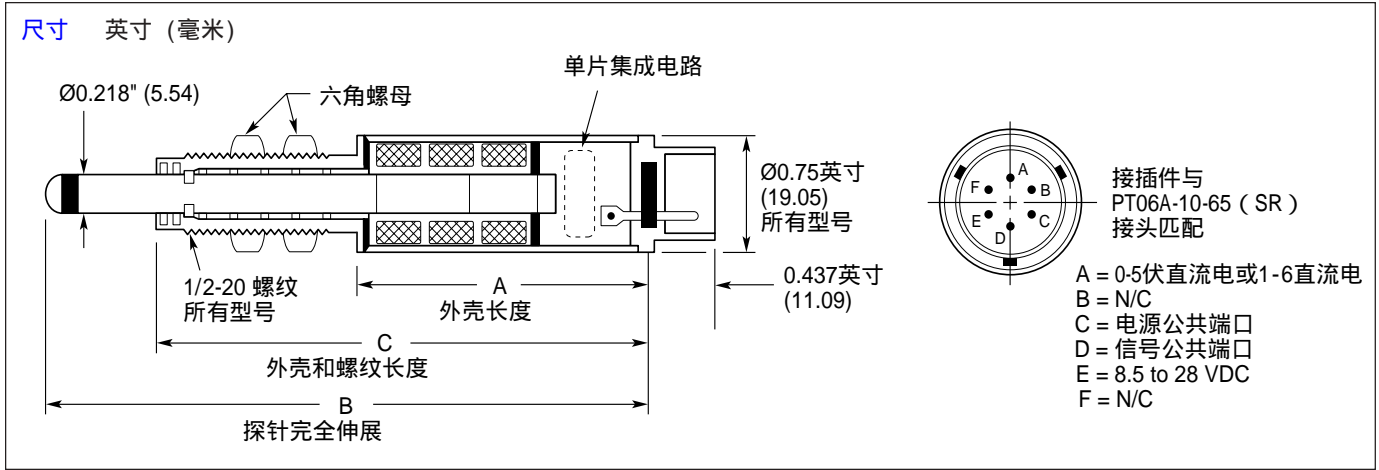 尺寸 英寸 (毫米)
单片集成电路
Ø0.218" (5.54)
六角螺母
Ø0.75英寸
(19.05)
所有型号
1/2-20 螺纹
所有型号
A
外壳长度
0.437英寸
(11.09)
C
外壳和螺纹长度
B
探针完全伸展
A
B
C
D
E
F
接插件与
PT06A-10-65（SR）
接头匹配
A = 0-5伏直流电或1-6直流电
B = N/C
C = 电源公共端口
D = 信号公共端口
E = 8.5 to 28 VDC
F = N/C